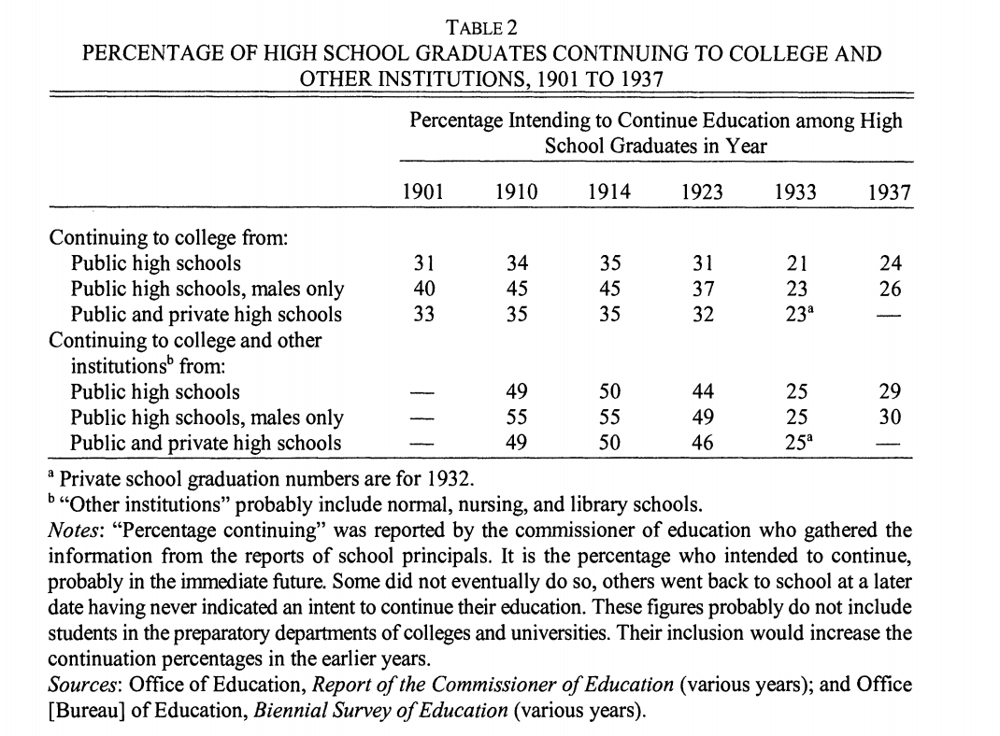 TABLE 2
PERCENTAGE OF HIGH SCHOOL GRADUATES CONTINUING TO COLLEGE AND
OTHER INSTITUTIONS, 1901 TO 1937
Percentage Intending to Continue Education among High
School Graduates in Year
1901 1910 1914 1923 1933 1937
Continuing to college from:
Public high schools 31 34 35 31 21 24
Public high schools, males only 40 45 45 37 23 26
Public and private high schools 33 35 35 32 23ᵃ —
Continuing to college and other
institutionsᵇ from:
Public high schools — 49 50 44 25 29
Public high schools, males only — 55 55 49 25 30
Public and private high schools — 49 50 46 25ᵃ —
ᵃ Private school graduation numbers are for 1932.
ᵇ “Other institutions” probably include normal, nursing, and library schools.
Notes: “Percentage continuing” was reported by the commissioner of education who gathered the
information from the reports of school principals. It is the percentage who intended to continue,
probably in the immediate future. Some did not eventually do so, others went back to school at a later
date having never indicated an intent to continue their education. These figures probably do not include
students in the preparatory departments of colleges and universities. Their inclusion would increase the
continuation percentages in the earlier years.
Sources: Office of Education, Report of the Commissioner of Education (various years); and Office
[Bureau] of Education, Biennial Survey of Education (various years).